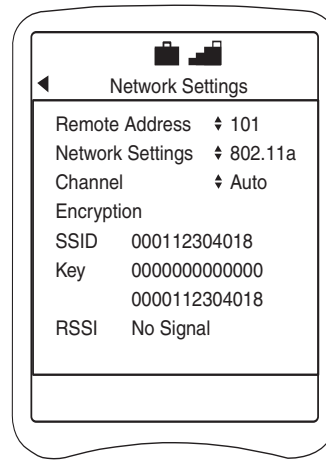 Network Settings
Remote Address 101
Network Settings 802.11a
Channel Auto
Encryption
SSID 000112304018
Key 0000000000000
0000112304018
RSSI No Signal